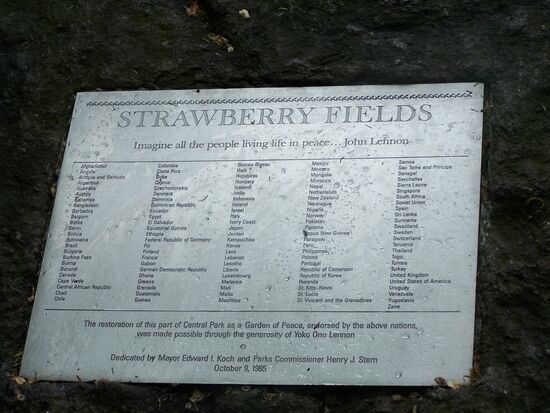 STRAWBERRY FIELDS
Imagine all the people living life in peace... John Lennon
Afghanistan
Angola
Antigua and Barbuda
Argentina
Australia
Austria
Bahamas
Bangladesh
Barbados
Belgium
Belize
Benin
Bolivia
Botswana
Brazil
Bulgaria
Burkina Faso
Burma
Burundi
Canada
Cape Verde
Central African Republic
Chad
Chile
Colombia
Costa Rica
Cuba
Cyprus
Czechoslovakia
Dominica
Dominican Republic
Ecuador
Egypt
El Salvador
Equatorial Guinea
Ethiopia
Federal Republic of Germany
Fiji
France
Gabon
German Democratic Republic
Ghana
Greece
Grenada
Guatemala
Guinea
Guinea-Bissau
Haiti
Honduras
Hungary
Iceland
India
Indonesia
Ireland
Israel
Italy
Ivory Coast
Japan
Jordan
Kampuchea
Kenya
Laos
Lebanon
Lesotho
Liberia
Luxembourg
Malaysia
Mali
Malta
Mauritius
Mexico
Monaco
Mongolia
Morocco
Nepal
Netherlands
New Zealand
Nicaragua
Nigeria
Norway
Pakistan
Panama
Papua New Guinea
Paraguay
Peru
Philippines
Poland
Portugal
Republic of Cameroon
Republic of Korea
Rwanda
St. Kitts-Nevis
St. Lucia
St. Vincent and the Grenadines
Samoa
Sao Tome and Principe
Senegal
Seychelles
Sierra Leone
Singapore
South Africa
Soviet Union
Spain
Sri Lanka
Suriname
Swaziland
Sweden
Switzerland
Tanzania
Thailand
Togo
Tunisia
Turkey
United Kingdom
United States of America
Uruguay
Venezuela
Yugoslavia
Zaire
The restoration of this part of Central Park as a Garden of Peace, endorsed by the above nations,
was made possible through the generosity of Yoko Ono Lennon
Dedicated by Mayor Edward I. Koch and Parks Commissioner Henry J. Stern
October 9, 1985